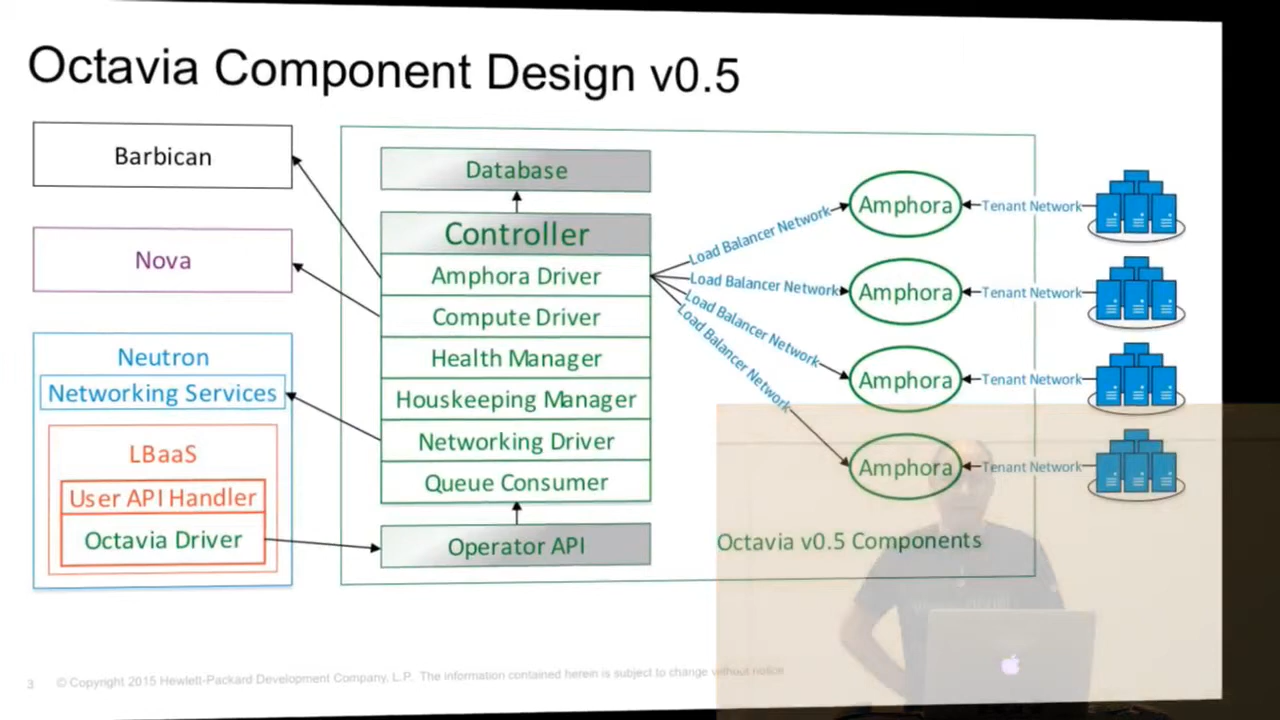 Octavia Component Design v0.5
Barbican
Nova
Neutron
Networking Services
LBaaS
User API Handler
Octavia Driver
Database
Controller
Amphora Driver
Compute Driver
Health Manager
Houskeeping Manager
Networking Driver
Queue Consumer
Operator API
Load Balancer Network
Load Balancer Network
Load Balancer Network
Load Balancer Network
Amphora
Amphora
Amphora
Amphora
Tenant Network
Tenant Network
Tenant Network
Tenant Network
Octavia v0.5 Components
3 © Copyright 2015 Hewlett-Packard Development Company, L.P. The information contained herein is subject to change without notice